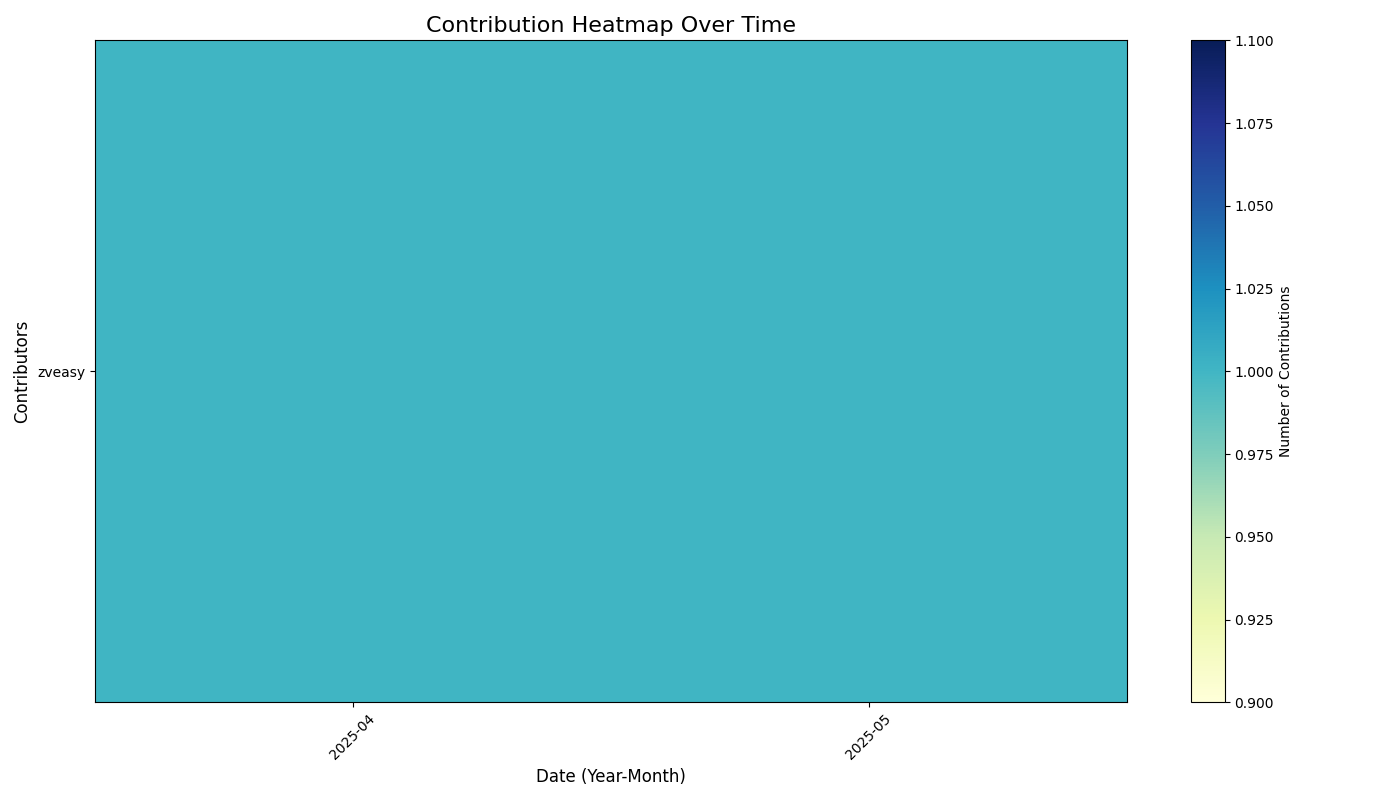 Contribution Heatmap Over Time
Contributors
zveasy
2025-04
2025-05
Date (Year-Month)
1.100
1.075
1.050
1.025
1.000
0.975
0.950
0.925
0.900
Number of Contributions